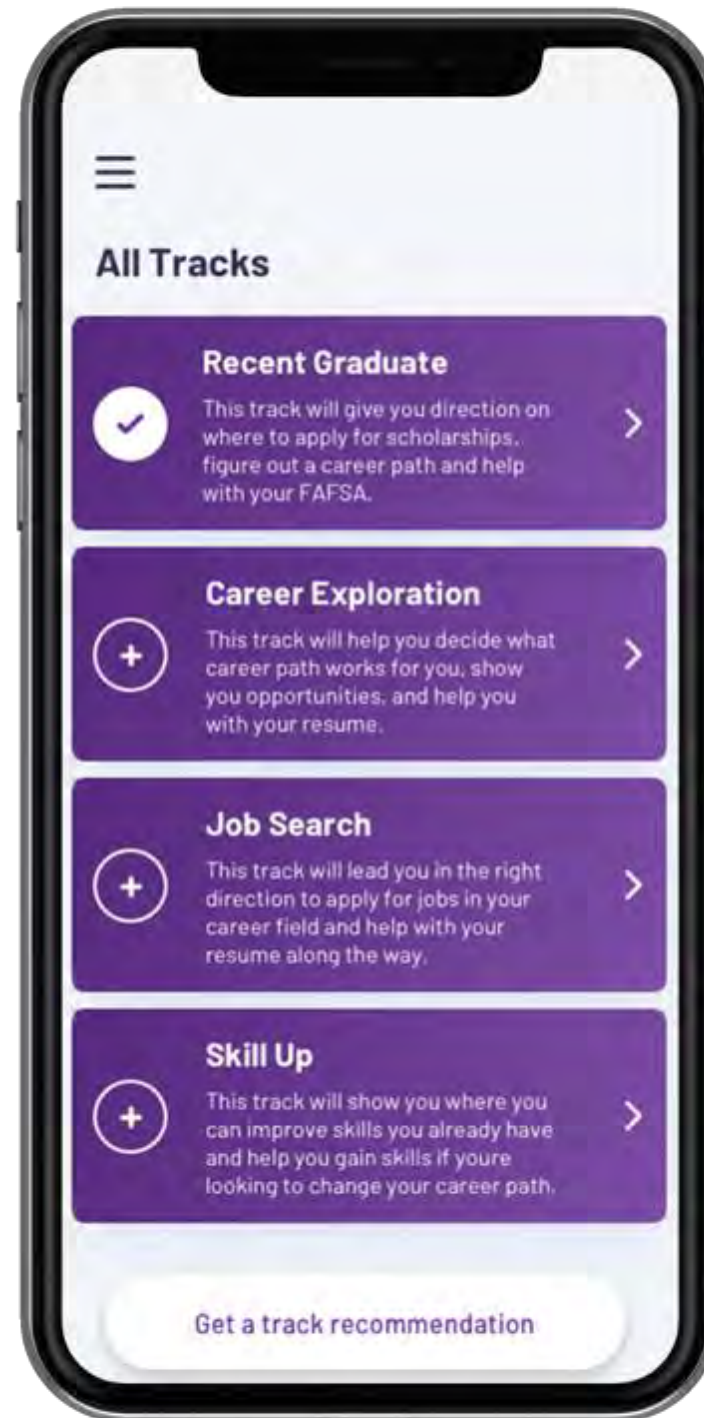 All Tracks
Recent Graduate
This track will give you direction on
where to apply for scholarships,
figure out a career path and help
with your FAFSA.
Career Exploration
This track will help you decide what
career path works for you, show
you opportunities, and help you
with your resume.
Job Search
This track will lead you in the right
direction to apply for jobs in your
career field and help with your
resume along the way.
Skill Up
This track will show you where you
can improve skills you already have
and help you gain skills if youre
looking to change your career path.
Get a track recommendation